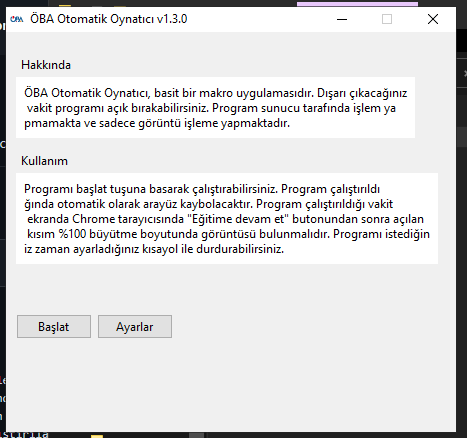 ÖBA
ÖBA Otomatik Oynatıcı v1.3.0
Hakkında
ÖBA Otomatik Oynatıcı, basit bir makro uygulamasıdır. Dışarı çıkacağınız
vakit programı açık bırakabilirsiniz. Program sunucu tarafında işlem ya
pmamakta ve sadece görüntü işleme yapmaktadır.
Kullanım
Programı başlat tuşuna basarak çalıştırabilirsiniz. Program çalıştırıldı
ğında otomatik olarak arayüz kaybolacaktır. Program çalıştırıldığı vakit
ekranda Chrome tarayıcısında "Eğitime devam et" butonundan sonra açılan
kısım %100 büyütme boyutunda görüntüsü bulunmalıdır. Programı istediğin
iz zaman ayarladığınız kısayol ile durdurabilirsiniz.
Başlat
Ayarlar